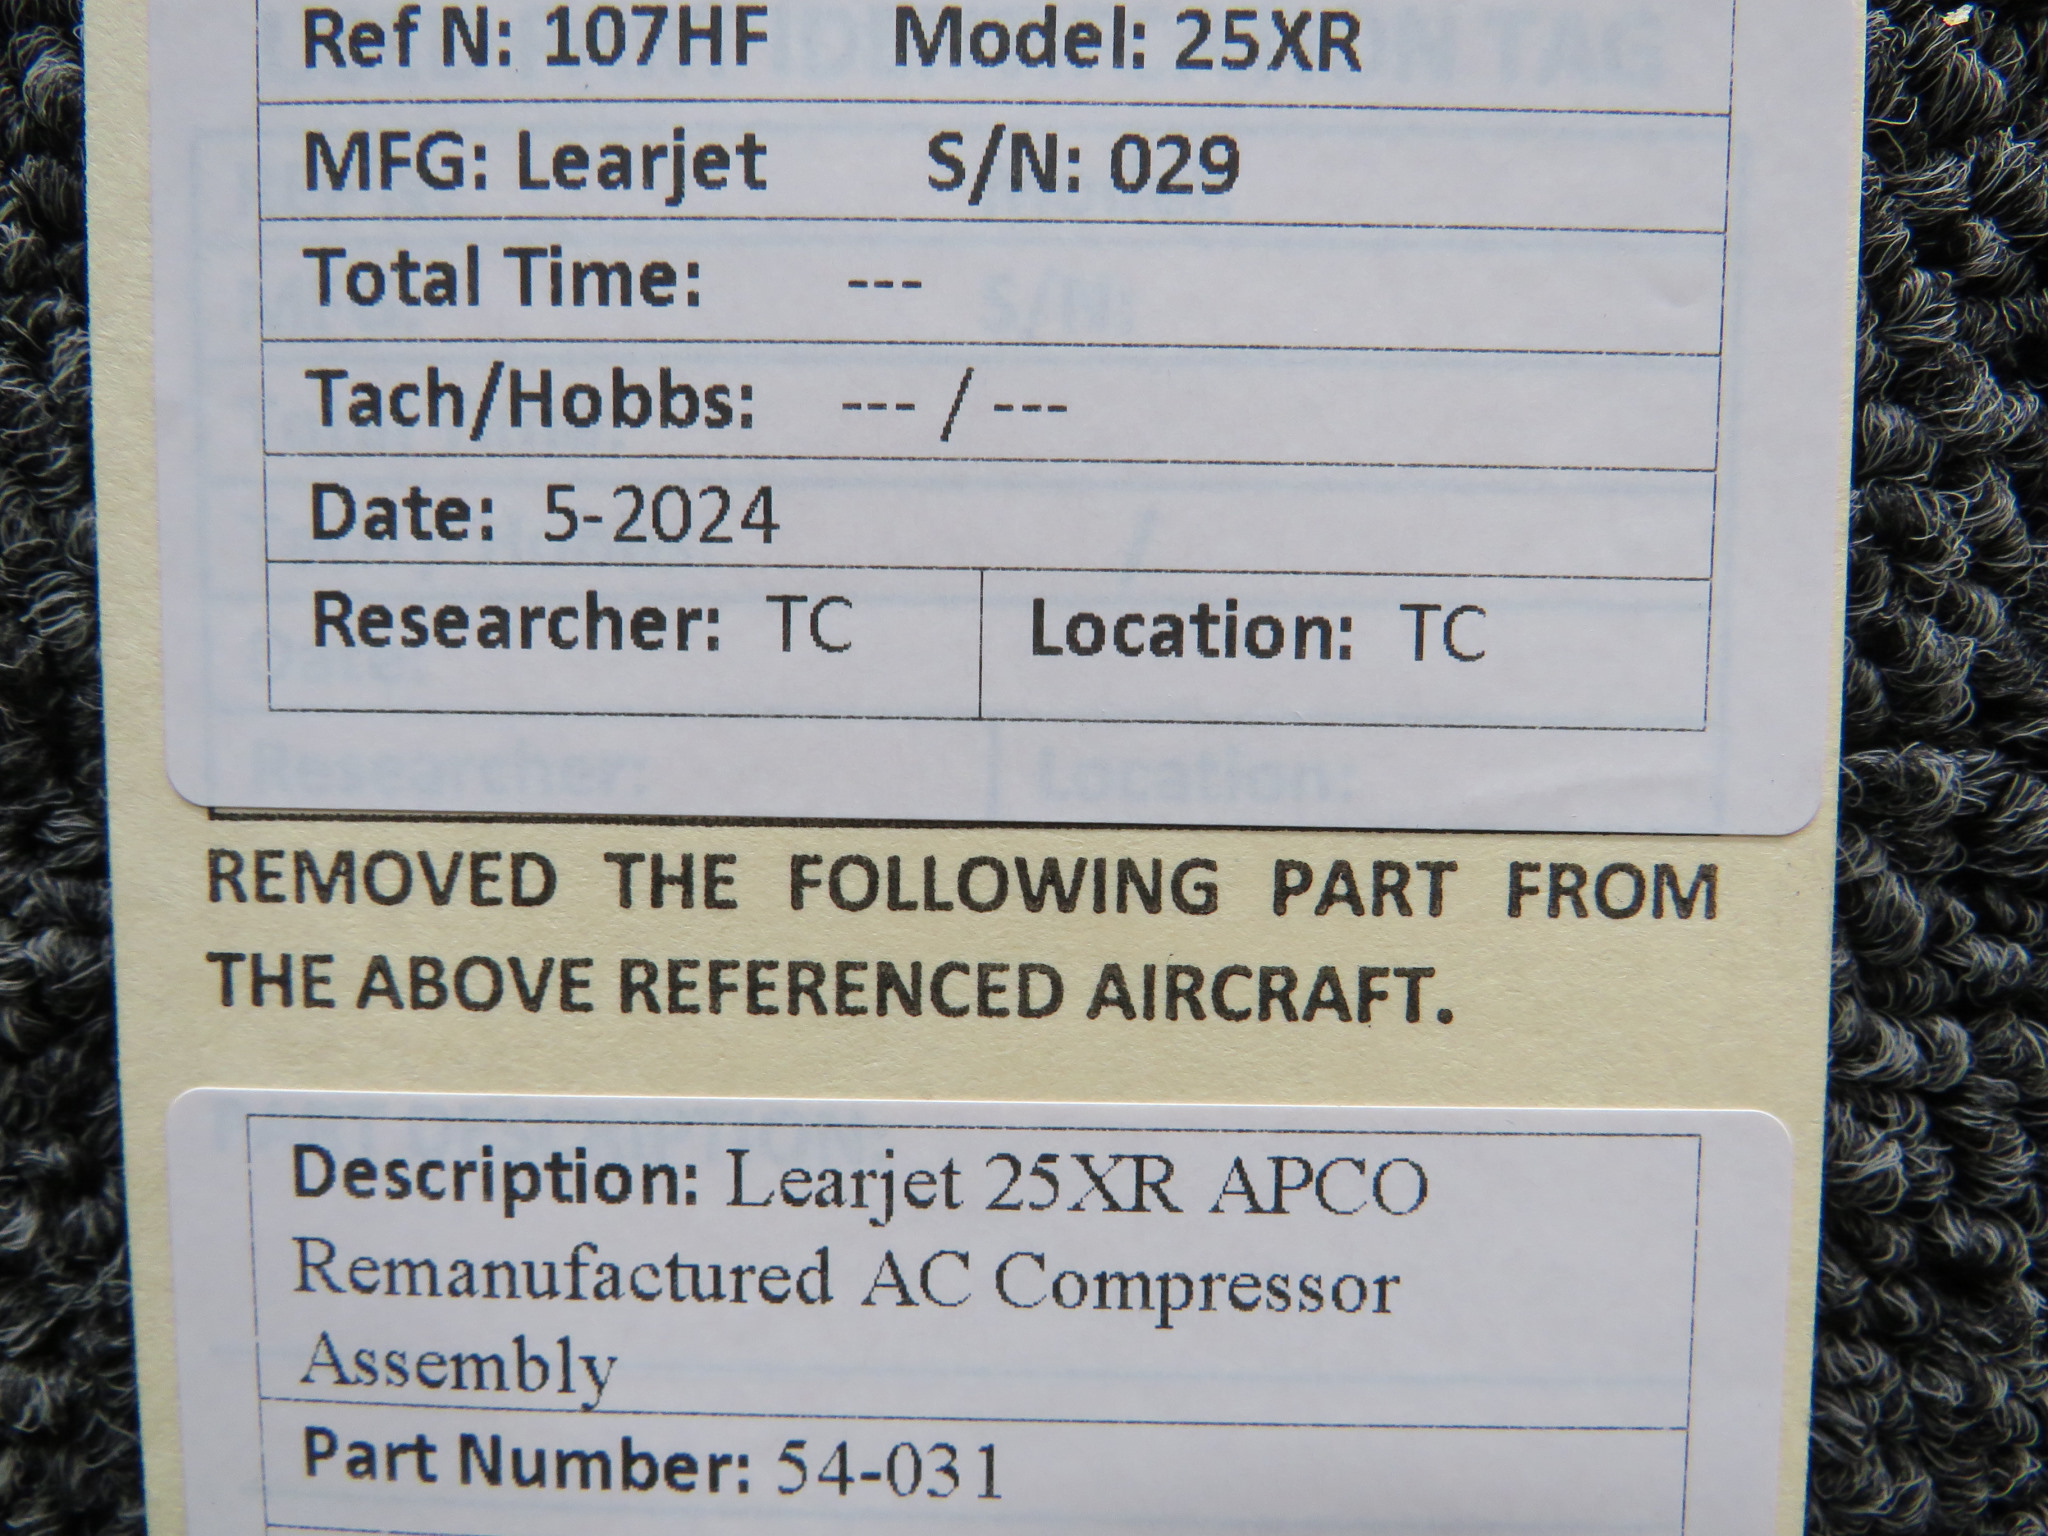 Ref N: 107HF Model: 25XR
MFG: Learjet S/N: 029
Total Time: ---
Tach/Hobbs: --- / ---
Date: 5-2024
Researcher: TC Location: TC
REMOVED THE FOLLOWING PART FROM
THE ABOVE REFERENCED AIRCRAFT.
Description: Learjet 25XR APCO
Remanufactured AC Compressor
Assembly
Part Number: 54-031